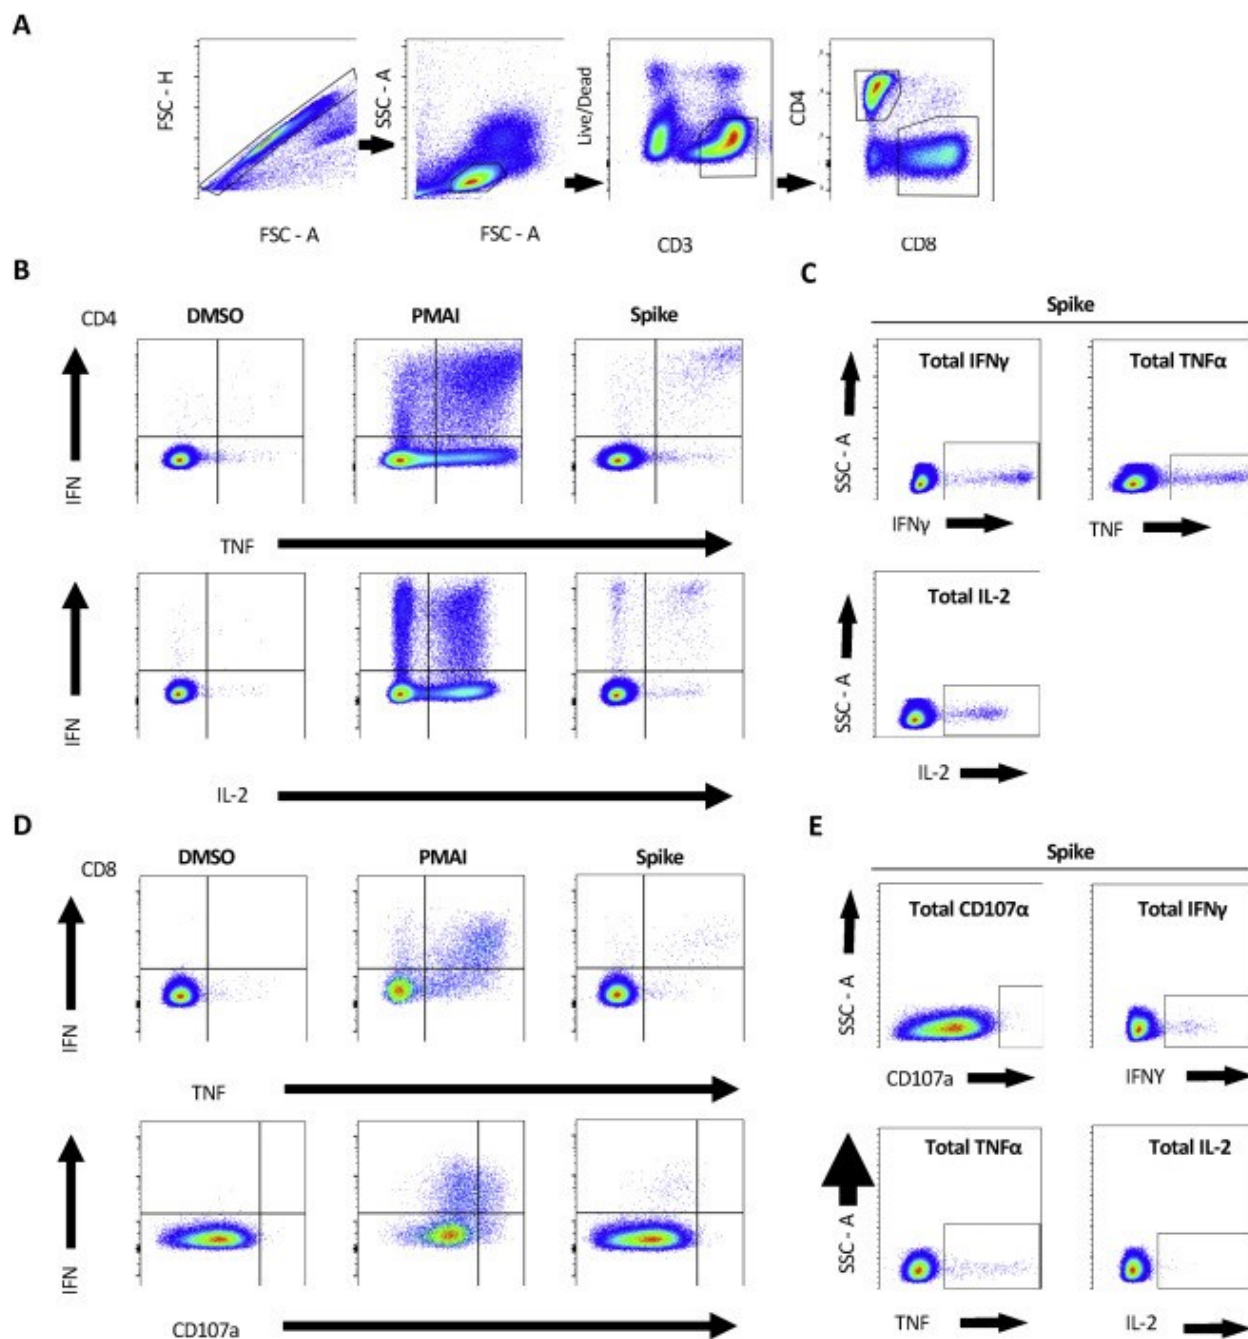 A
FSC - H
SSC - A
Live/Dead
CD4
FSC - A
FSC - A
CD3
CD8
B
CD4
DMSO
PMAI
Spike
IFN
TNF
IFN
IL-2
C
Spike
Total IFNγ
Total TNFα
SSC - A
IFNγ
TNF
Total IL-2
SSC - A
IL-2
D
CD8
DMSO
PMAI
Spike
IFN
TNF
IFN
CD107a
E
Spike
Total CD107α
Total IFNγ
SSC - A
CD107a
IFNY
Total TNFα
Total IL-2
SSC - A
TNF
IL-2